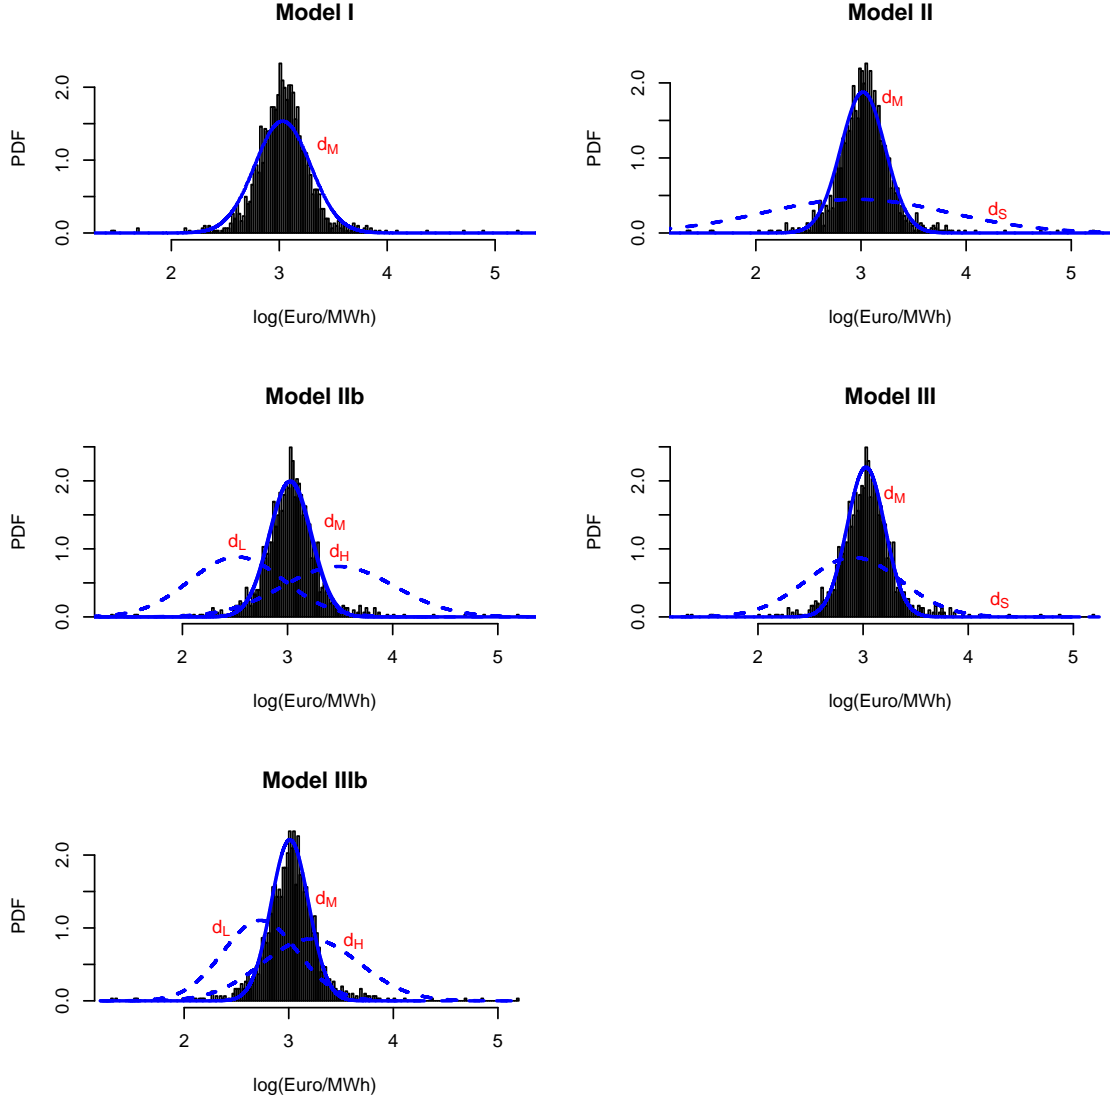 Model I
PDF
0.0 1.0 2.0
d_M
2 3 4 5
log(Euro/MWh)
Model II
PDF
0.0 1.0 2.0
d_M
d_S
2 3 4 5
log(Euro/MWh)
Model IIb
PDF
0.0 1.0 2.0
d_L
d_M
d_H
2 3 4 5
log(Euro/MWh)
Model III
PDF
0.0 1.0 2.0
d_M
d_S
2 3 4 5
log(Euro/MWh)
Model IIIb
PDF
0.0 1.0 2.0
d_L
d_M
d_H
2 3 4 5
log(Euro/MWh)